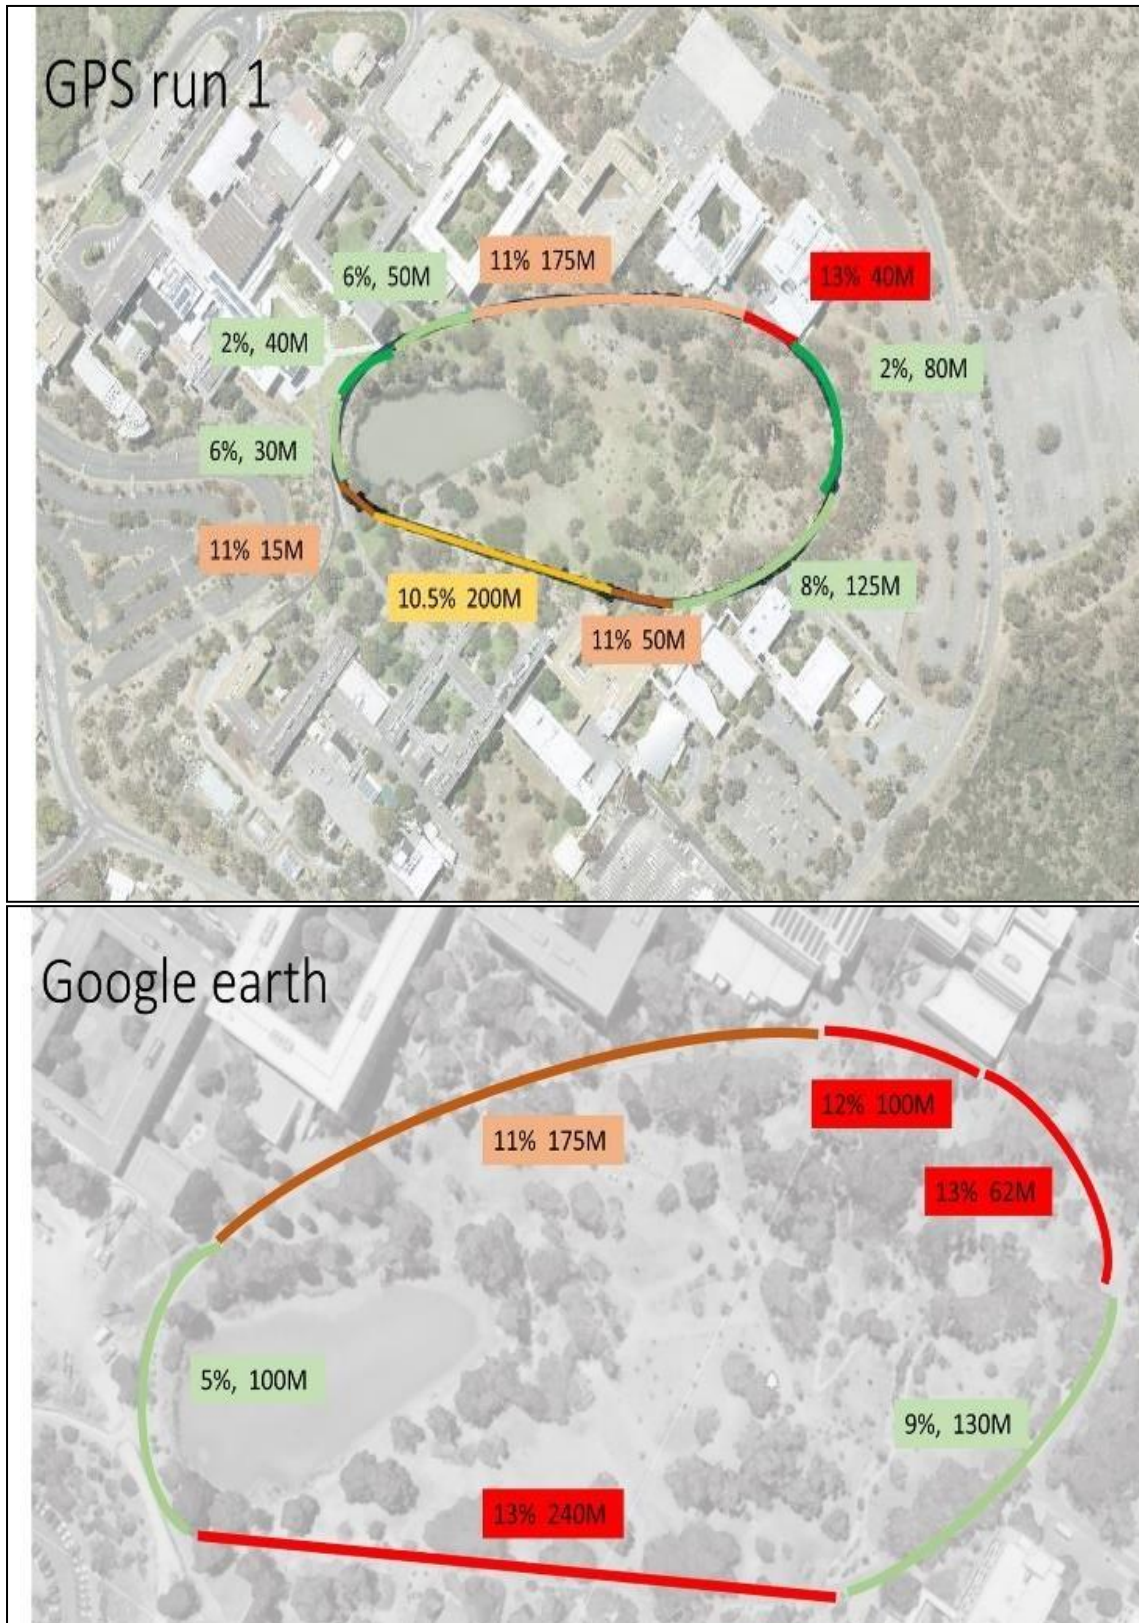 GPS run 1
11% 175M
6%, 50M
13% 40M
2%, 40M
2%, 80M
6%, 30M
11% 15M
8%, 125M
10.5% 200M
11% 50M
Google earth
12% 100M
11% 175M
13% 62M
5%, 100M
9%, 130M
13% 240M